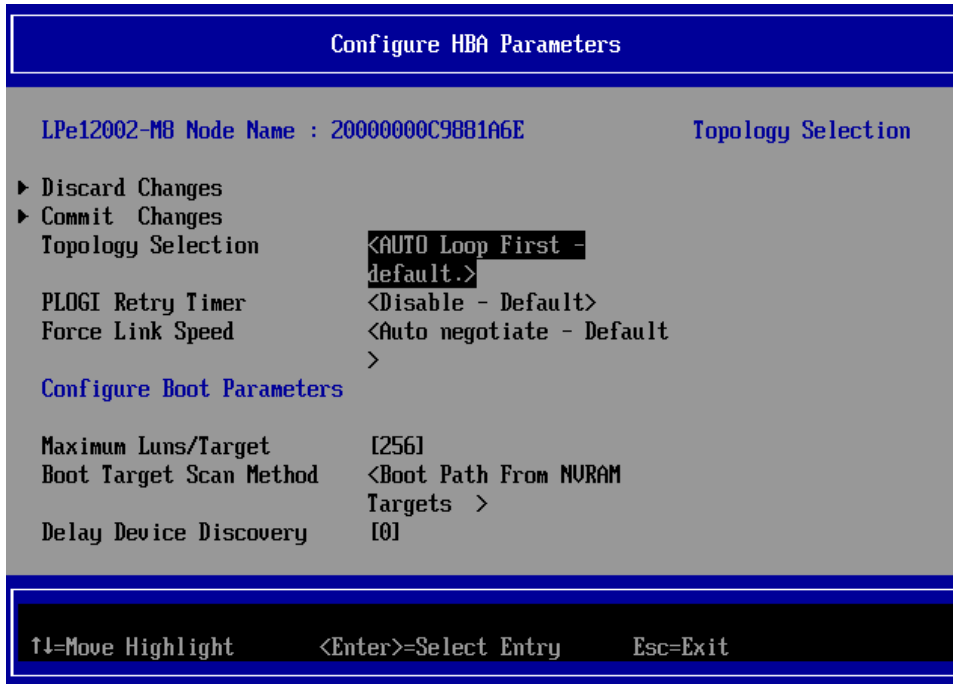 Configure HBA Parameters
LPe12002-M8 Node Name : 20000000C9881A6E Topology Selection
▶ Discard Changes
▶ Commit  Changes
Topology Selection <AUTO Loop First -
default.>
PLOGI Retry Timer <Disable - Default>
Force Link Speed <Auto negotiate - Default
>
Configure Boot Parameters
Maximum Luns/Target [256]
Boot Target Scan Method <Boot Path From NVRAM
Targets  >
Delay Device Discovery [0]
↑↓=Move Highlight <Enter>=Select Entry Esc=Exit